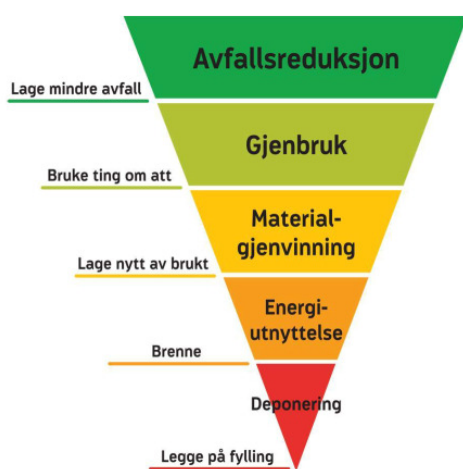 Avfallsreduksjon
Lage mindre avfall
Gjenbruk
Bruke ting om att
Material-
gjenvinning
Lage nytt av brukt
Energi-
utnyttelse
Brenne
Deponering
Legge på fylling